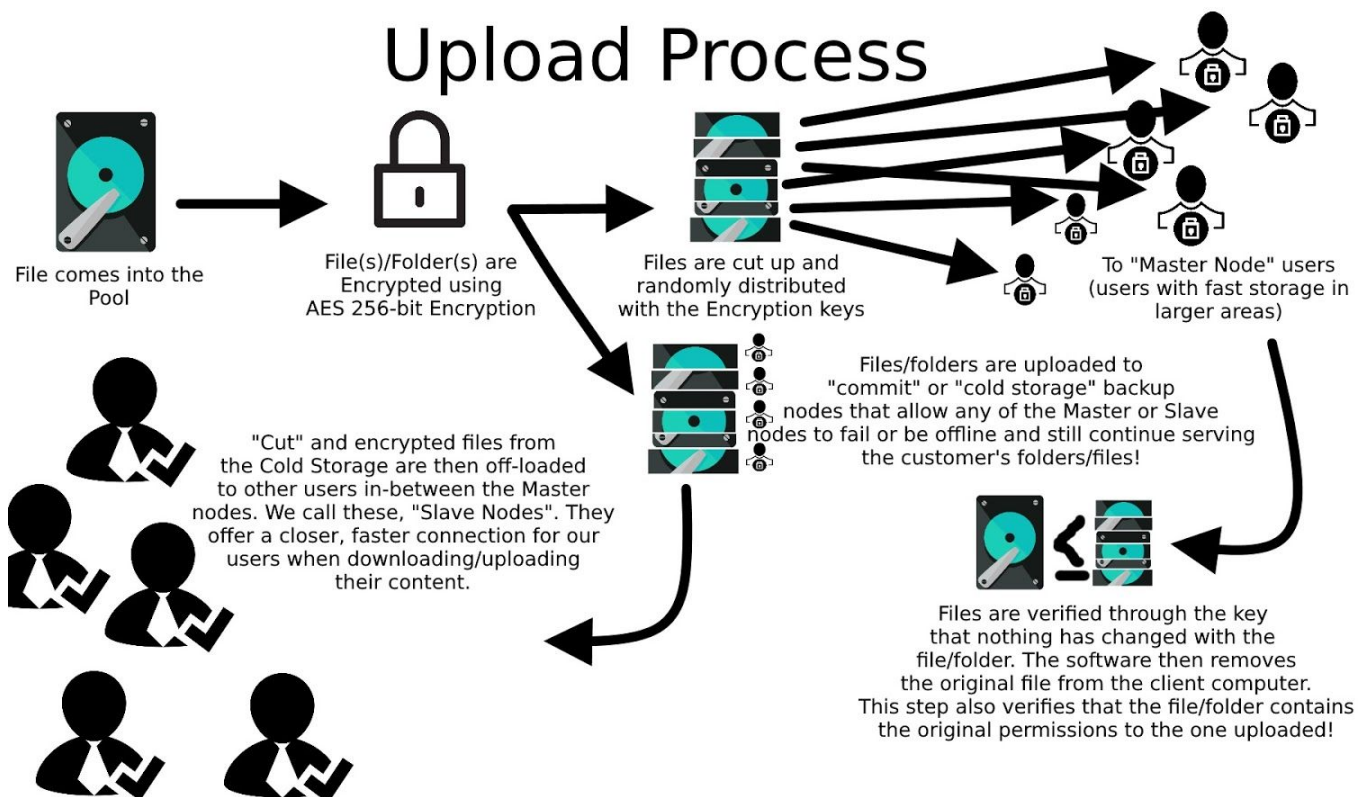 Upload Process
File comes into the
Pool
File(s)/Folder(s) are
Encrypted using
AES 256-bit Encryption
Files are cut up and
randomly distributed
with the Encryption keys
To "Master Node" users
(users with fast storage in
larger areas)
Files/folders are uploaded to
"commit" or "cold storage" backup
nodes that allow any of the Master or Slave
nodes to fail or be offline and still continue serving
the customer's folders/files!
"Cut" and encrypted files from
the Cold Storage are then off-loaded
to other users in-between the Master
nodes. We call these, "Slave Nodes". They
offer a closer, faster connection for our
users when downloading/uploading
their content.
Files are verified through the key
that nothing has changed with the
file/folder. The software then removes
the original file from the client computer.
This step also verifies that the file/folder contains
the original permissions to the one uploaded!